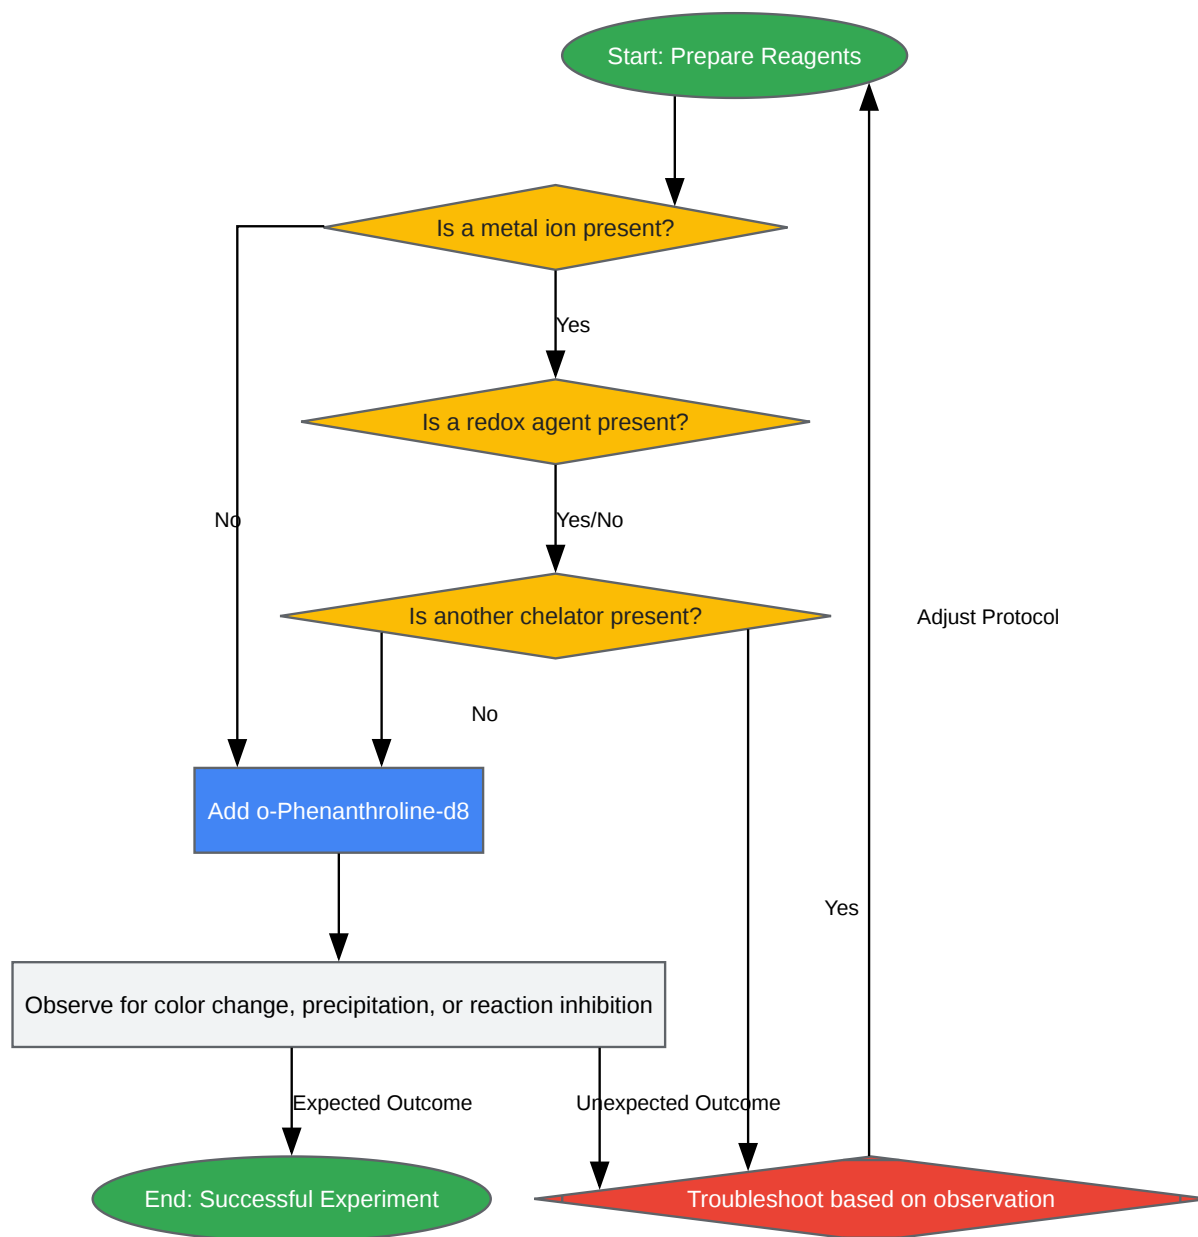 Start: Prepare Reagents
Is a metal ion present?
Yes
Is a redox agent present?
No
Yes/No
Is another chelator present?
Adjust Protocol
No
Add o-Phenanthroline-d8
Yes
Observe for color change, precipitation, or reaction inhibition
Expected Outcome
Unexpected Outcome
End: Successful Experiment
Troubleshoot based on observation